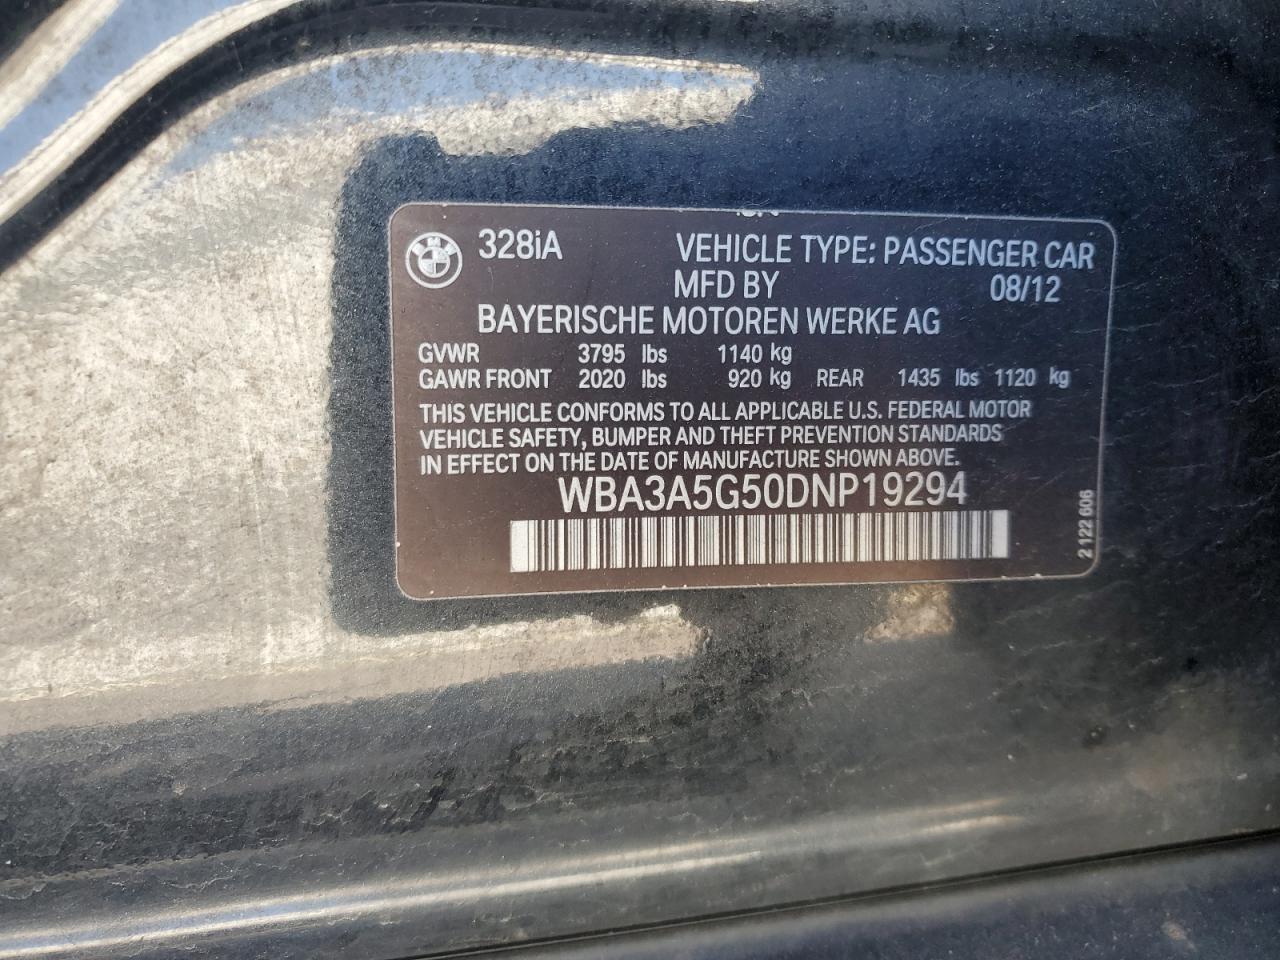 BMW
328iA VEHICLE TYPE: PASSENGER CAR
MFD BY 08/12
BAYERISCHE MOTOREN WERKE AG
GVWR 3795 lbs 1140 kg
GAWR FRONT 2020 lbs 920 kg REAR 1435 lbs 1120 kg
THIS VEHICLE CONFORMS TO ALL APPLICABLE U.S. FEDERAL MOTOR
VEHICLE SAFETY, BUMPER AND THEFT PREVENTION STANDARDS
IN EFFECT ON THE DATE OF MANUFACTURE SHOWN ABOVE.
WBA3A5G50DNP19294
2 122 606